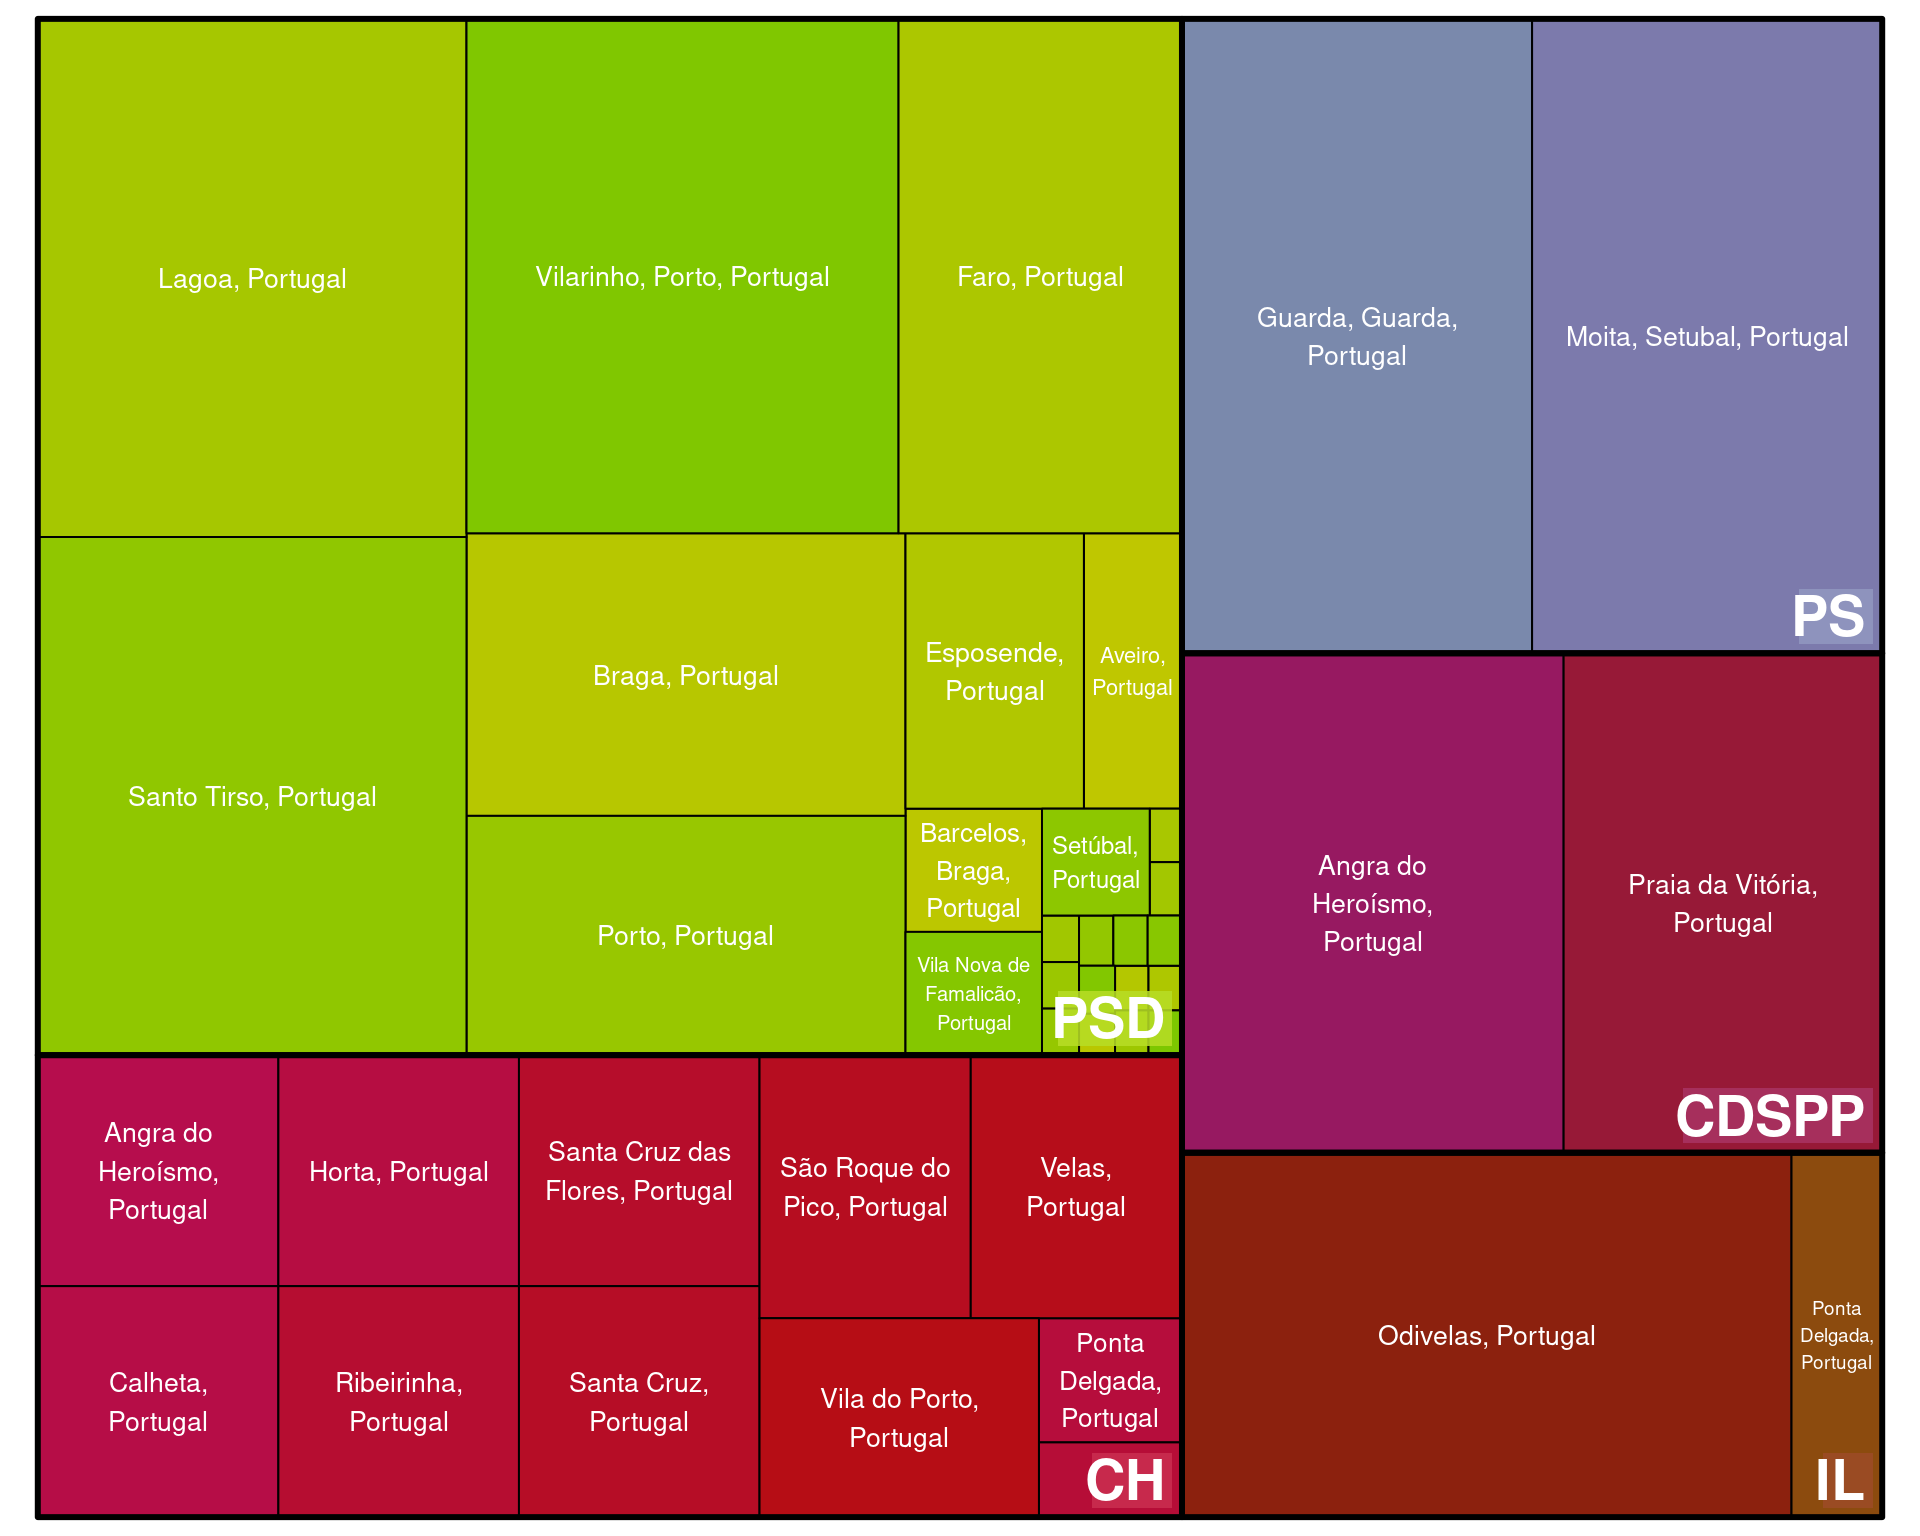 Lagoa, Portugal
Vilarinho, Porto, Portugal
Faro, Portugal
Santo Tirso, Portugal
Braga, Portugal
Esposende,
Portugal
Aveiro,
Portugal
Porto, Portugal
Barcelos,
Braga,
Portugal
Setúbal,
Portugal
Vila Nova de
Famalicão,
Portugal
PSD
Guarda, Guarda,
Portugal
Moita, Setubal, Portugal
PS
Angra do
Heroísmo,
Portugal
Praia da Vitória,
Portugal
CDSPP
Angra do
Heroísmo,
Portugal
Horta, Portugal
Santa Cruz das
Flores, Portugal
São Roque do
Pico, Portugal
Velas,
Portugal
Calheta,
Portugal
Ribeirinha,
Portugal
Santa Cruz,
Portugal
Vila do Porto,
Portugal
Ponta
Delgada,
Portugal
CH
Odivelas, Portugal
Ponta
Delgada,
Portugal
IL